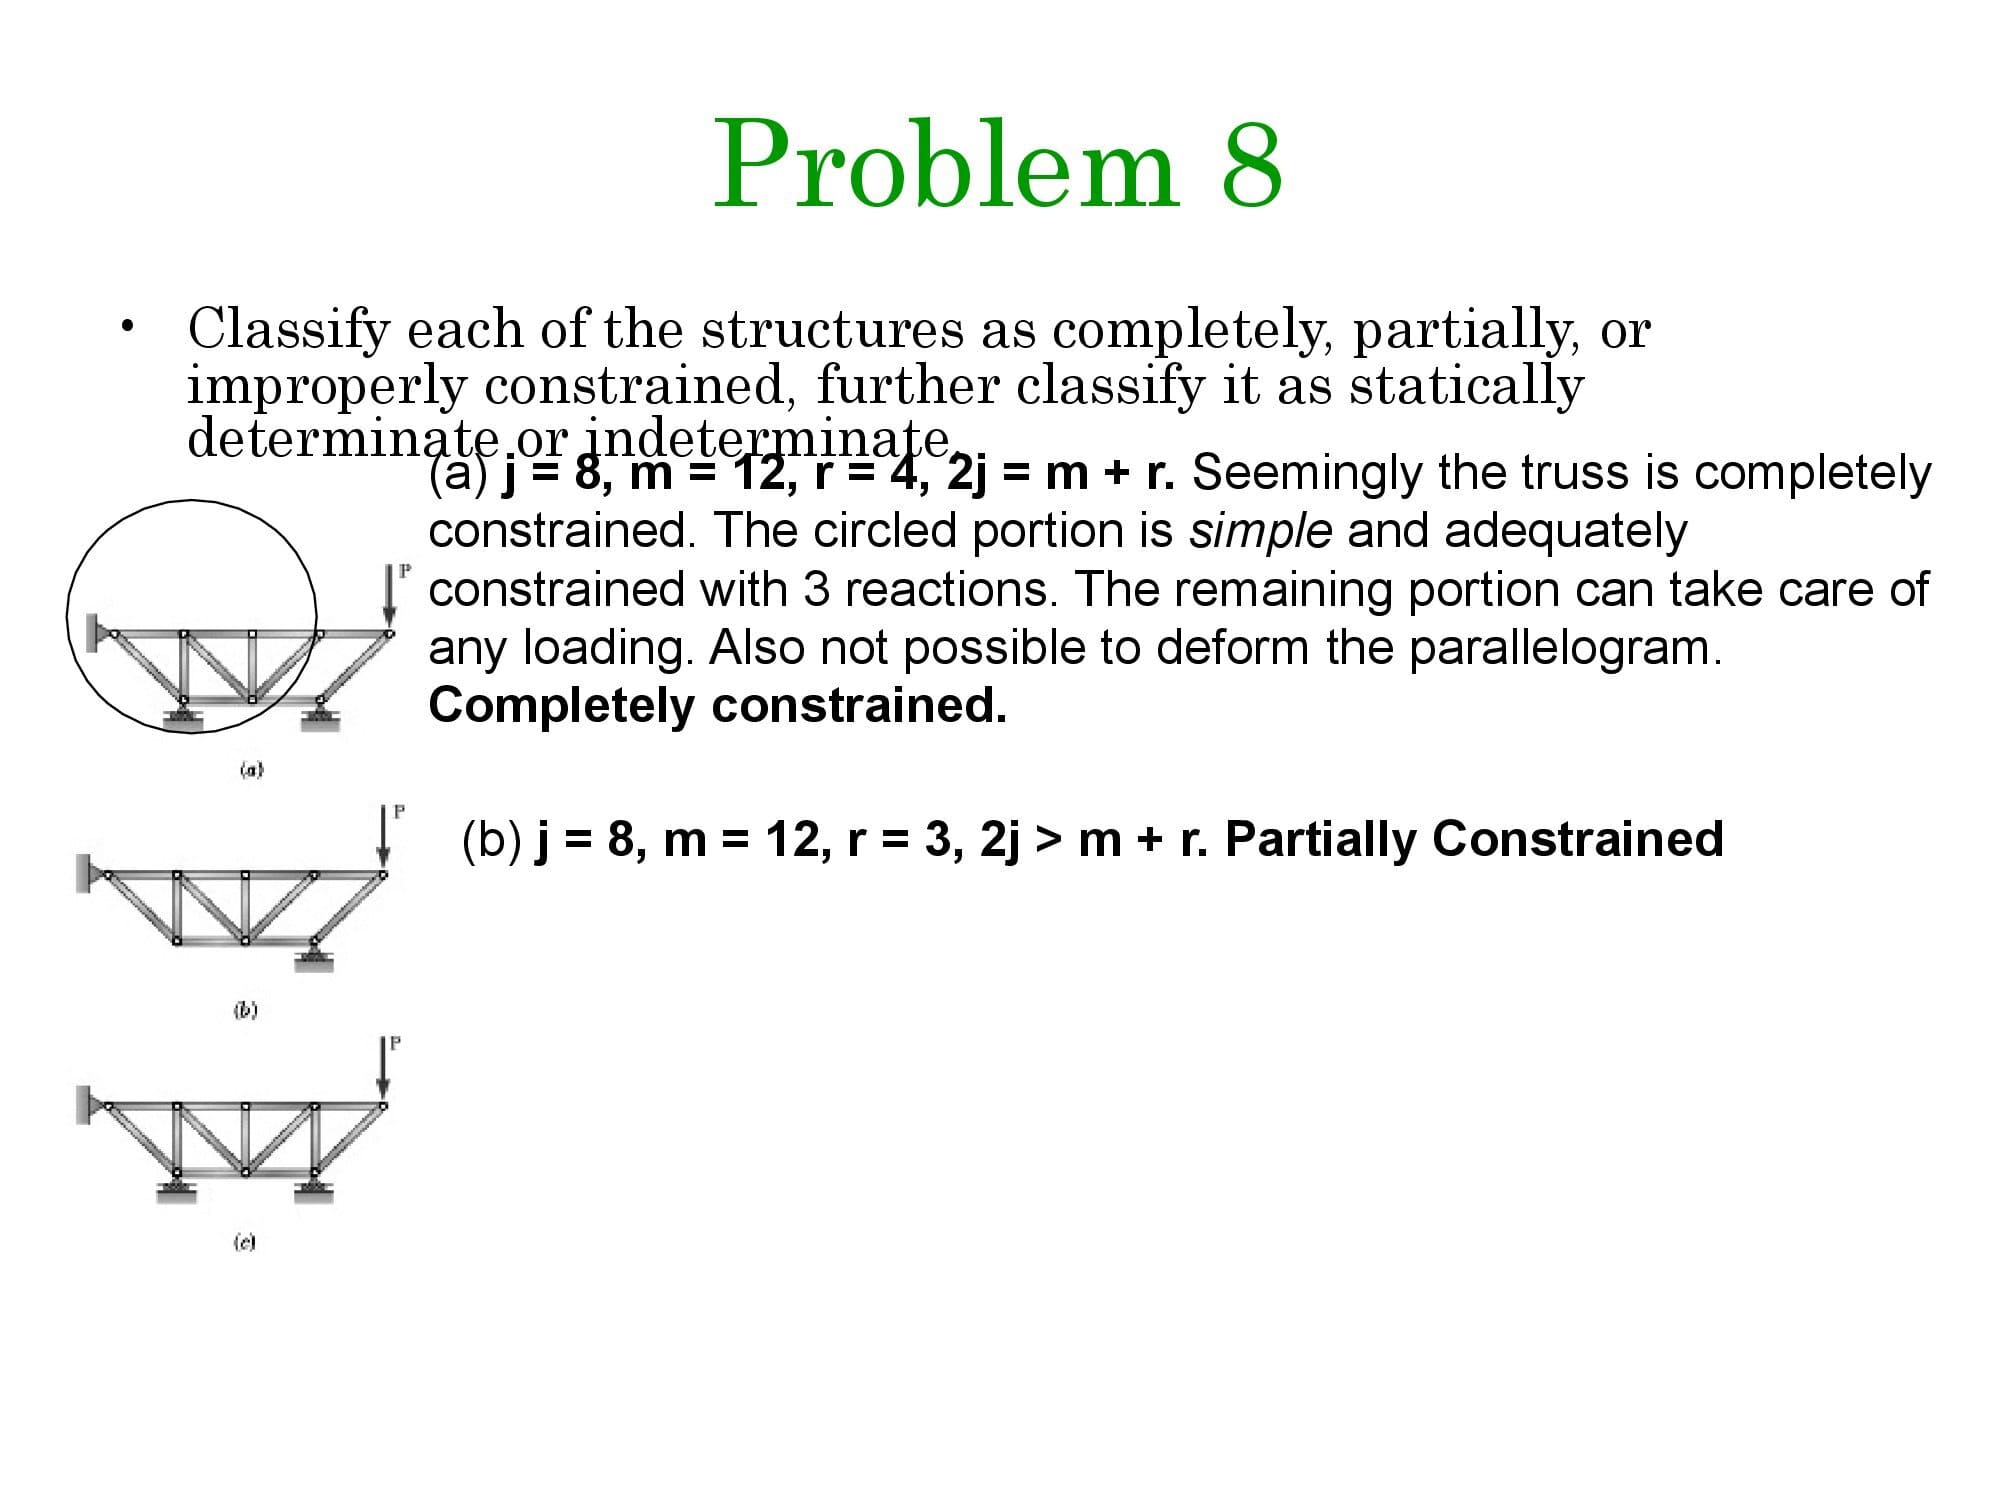 Problem 8
• Classify each of the structures as completely, partially, or
improperly constrained, further classify it as statically
determinate or indeterminate.
(a) j = 8, m = 12, r = 4, 2j = m + r. Seemingly the truss is completely
constrained. The circled portion is simple and adequately
constrained with 3 reactions. The remaining portion can take care of
any loading. Also not possible to deform the parallelogram.
Completely constrained.
P
(a)
(b) j = 8, m = 12, r = 3, 2j > m + r. Partially Constrained
P
(b)
P
(c)